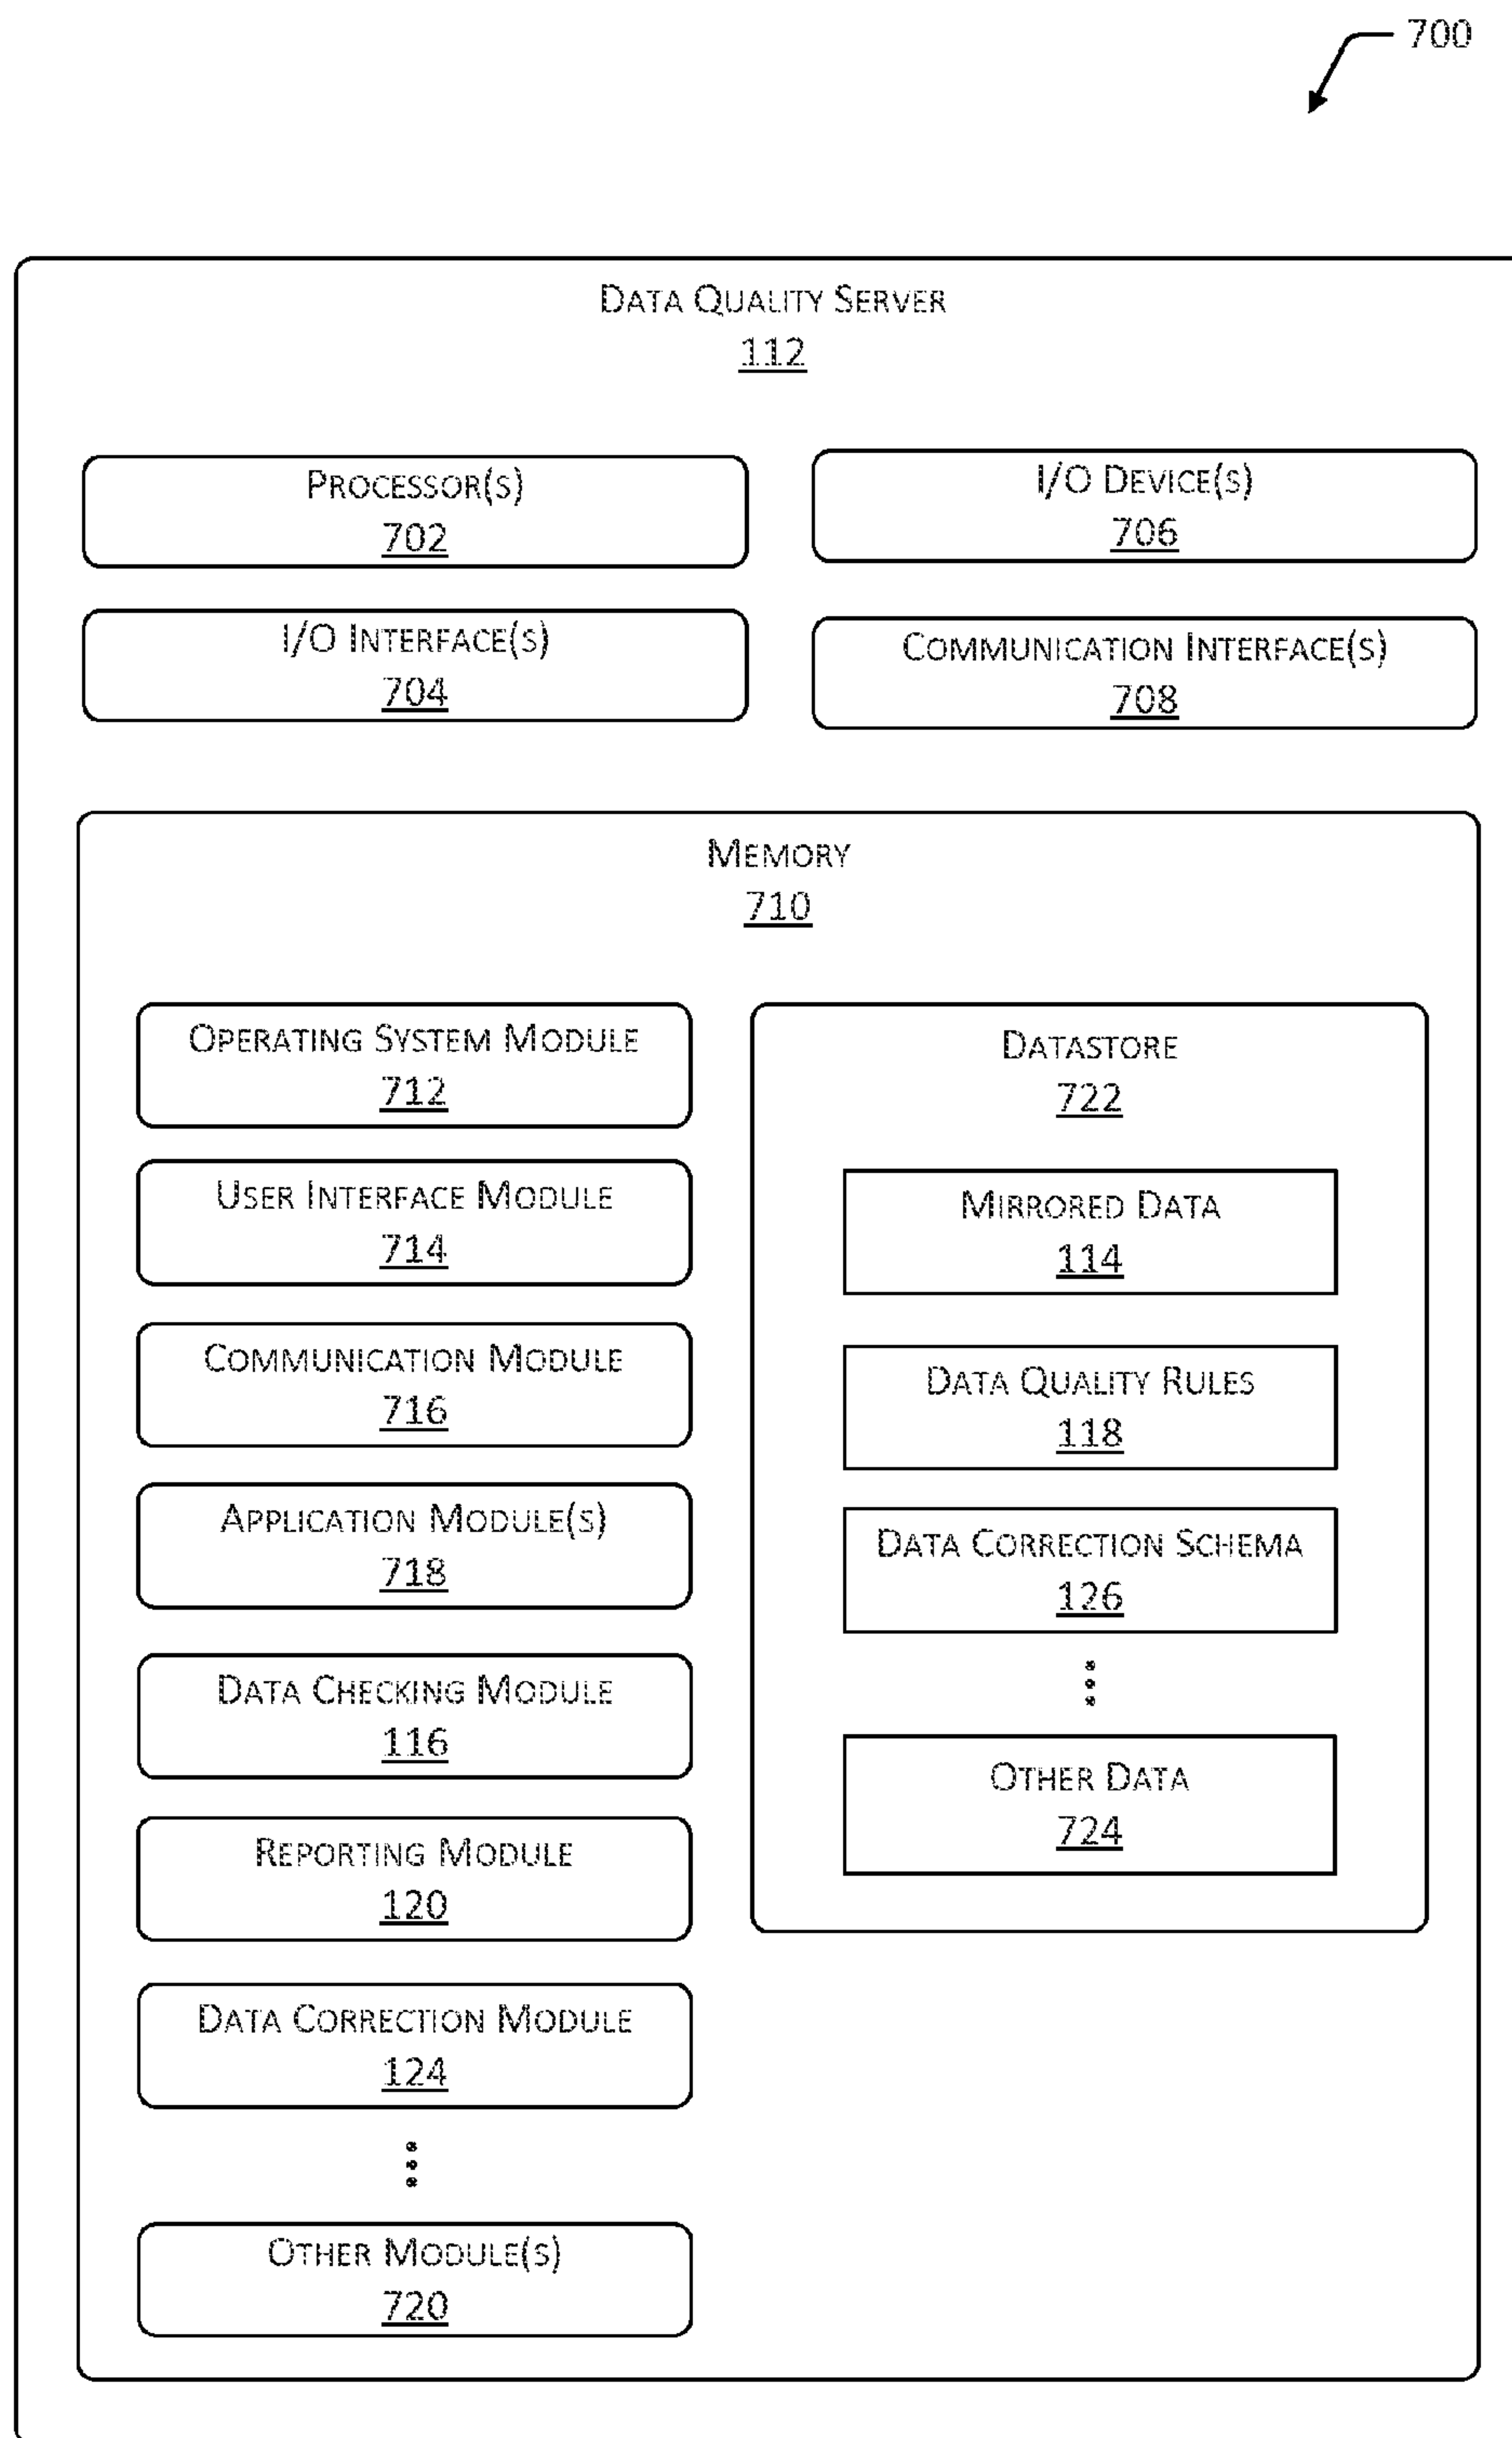 700
DATA QUALITY SERVER
112
PROCESSOR(S)
702
I/O DEVICE(S)
706
I/O INTERFACE(S)
704
COMMUNICATION INTERFACE(S)
708
MEMORY
710
OPERATING SYSTEM MODULE
712
USER INTERFACE MODULE
714
COMMUNICATION MODULE
716
APPLICATION MODULE(S)
718
DATA CHECKING MODULE
116
REPORTING MODULE
120
DATA CORRECTION MODULE
124
OTHER MODULE(S)
720
DATASTORE
722
MIRRORED DATA
114
DATA QUALITY RULES
118
DATA CORRECTION SCHEMA
126
OTHER DATA
724